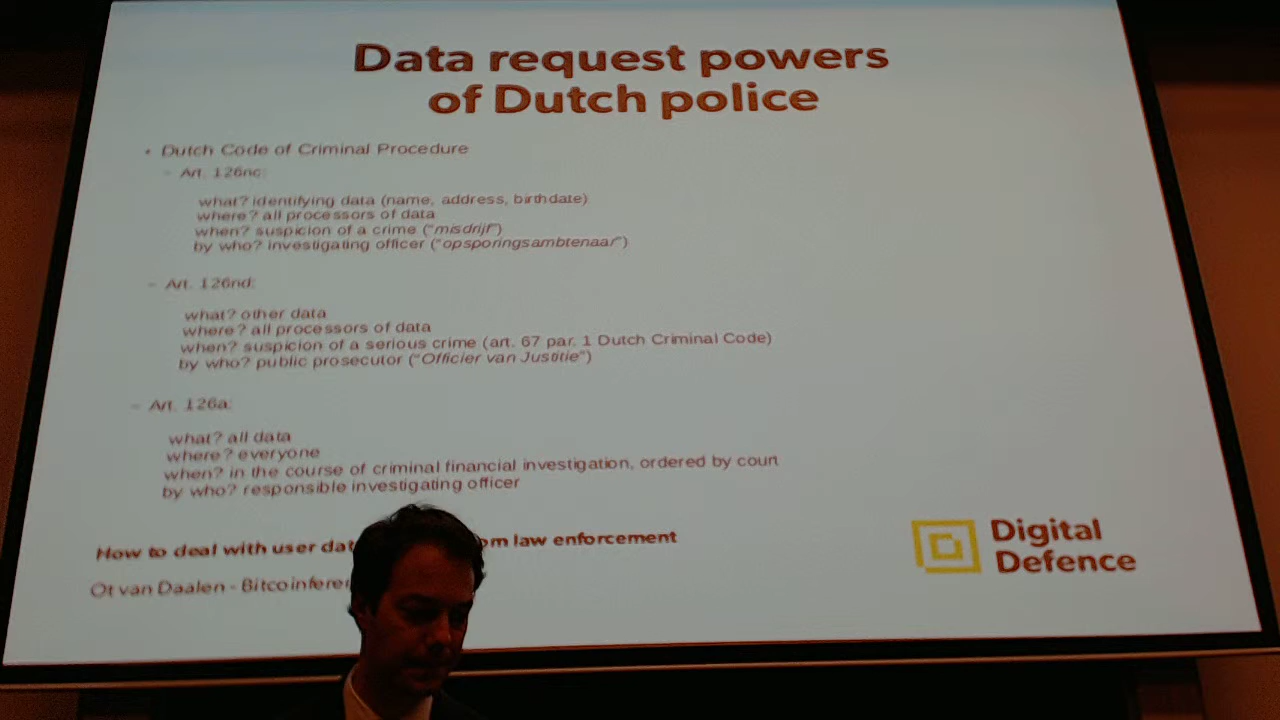 Data request powers
of Dutch police
• Dutch Code of Criminal Procedure
– Art. 126nc:
what? identifying data (name, address, birthdate)
where? all processors of data
when? suspicion of a crime ("misdrijf")
by who? investigating officer ("opsporingsambtenaar")
– Art. 126nd:
what? other data
where? all processors of data
when? suspicion of a serious crime (art. 67 par. 1 Dutch Criminal Code)
by who? public prosecutor ("Officier van Justitie")
– Art. 126a:
what? all data
where? everyone
when? in the course of criminal financial investigation, ordered by court
by who? responsible investigating officer
How to deal with user dat om law enforcement
Ot van Daalen - Bitcoinferen
Digital
Defence